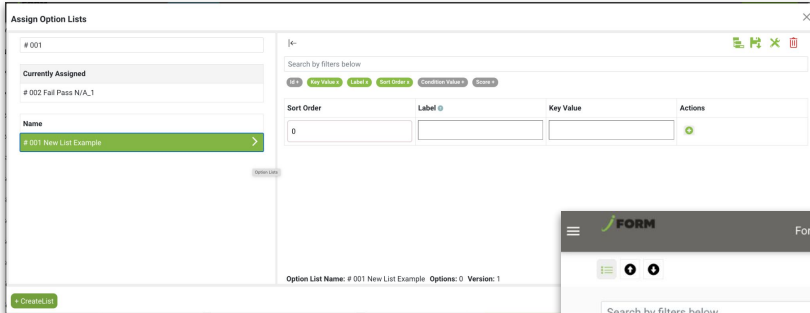 Assign Option Lists
# 001
Currently Assigned
# 002 Fail Pass N/A_1
Name
# 001 New List Example
Option Lists
+ CreateList
Search by filters below
Id + Key Value x Label x Sort Order x Condition Value + Score +
Sort Order Label Key Value Actions
0
Option List Name: # 001 New List Example Options: 0 Version: 1
FORM
For
Search by filters below